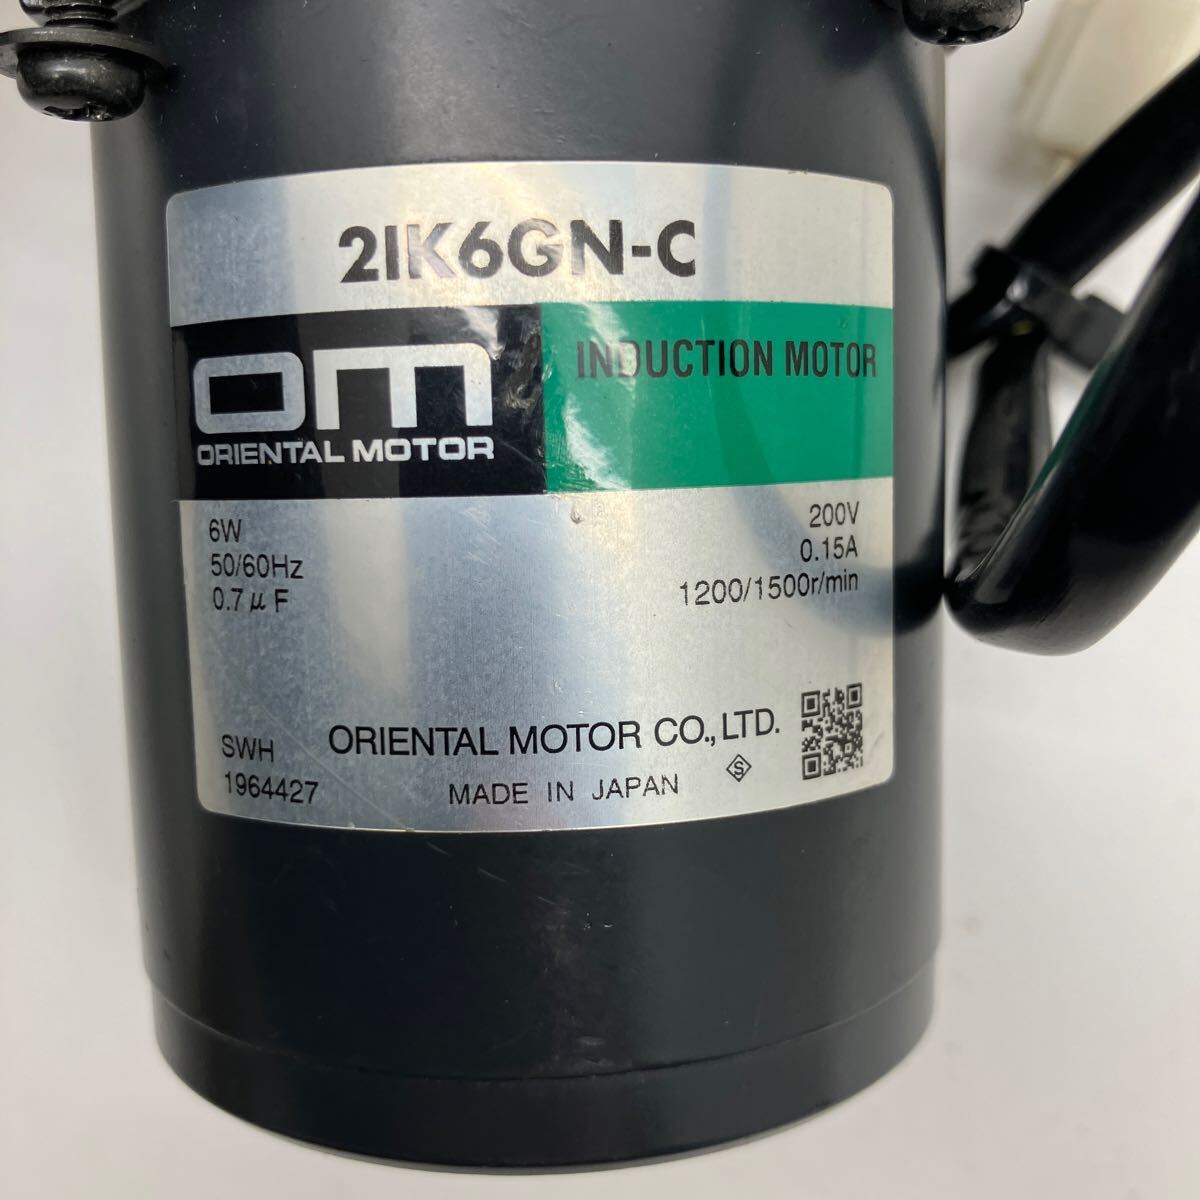 2IK6GN-C
om
ORIENTAL MOTOR
INDUCTION MOTOR
6W
50/60Hz
0.7μF
200V
0.15A
1200/1500r/min
SWH
1964427
ORIENTAL MOTOR CO.,LTD.
MADE IN JAPAN
S